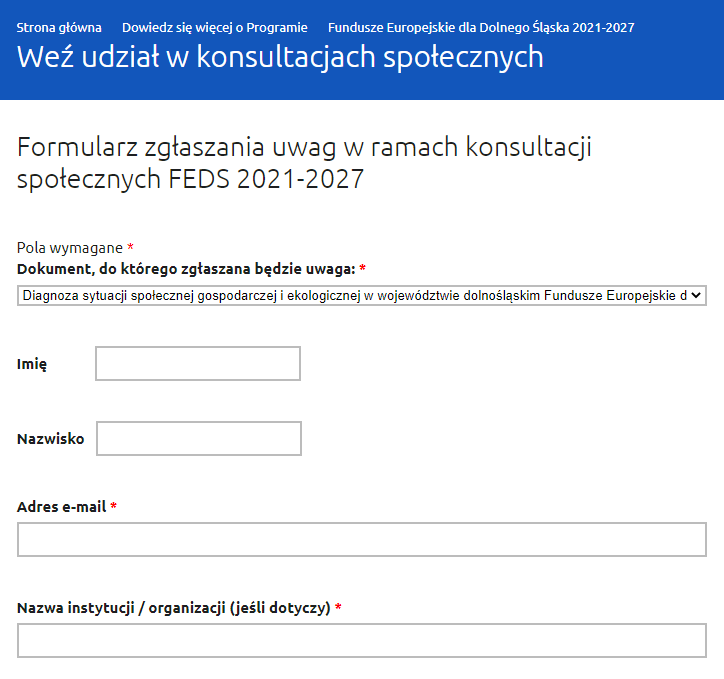 Strona główna Dowiedz się więcej o Programie Fundusze Europejskie dla Dolnego Śląska 2021-2027
Weź udział w konsultacjach społecznych
Formularz zgłaszania uwag w ramach konsultacji
społecznych FEDS 2021-2027
Pola wymagane *
Dokument, do którego zgłaszana będzie uwaga: *
Diagnoza sytuacji społecznej gospodarczej i ekologicznej w województwie dolnośląskim Fundusze Europejskie d
Imię
Nazwisko
Adres e-mail *
Nazwa instytucji / organizacji (jeśli dotyczy) *